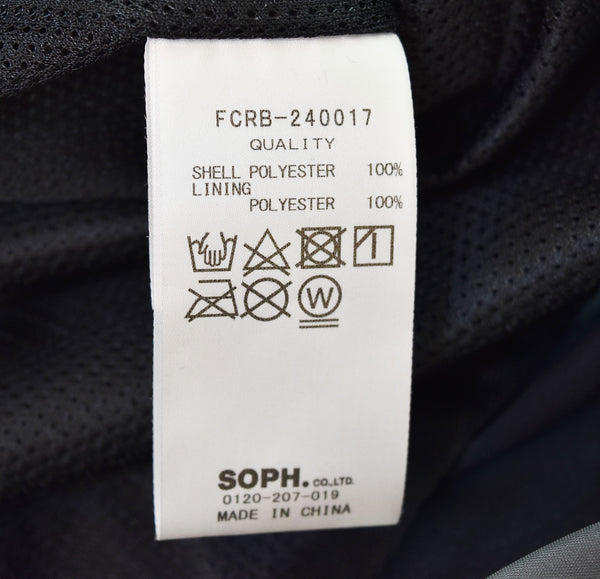 FCRB-240017
QUALITY
SHELL POLYESTER 100%
LINING
POLYESTER 100%
W
SOPH. CO.,LTD.
0120-207-019
MADE IN CHINA